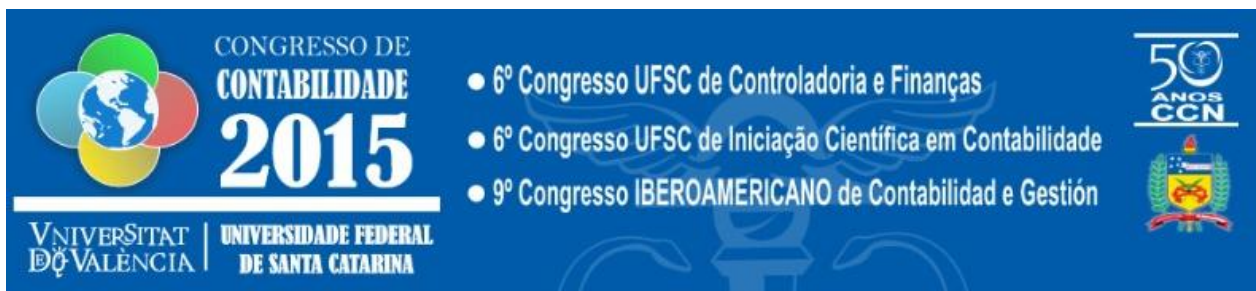 CONGRESSO DE
CONTABILIDADE
2015
VNIVERSITAT
DĢ VALÈNCIA
UNIVERSIDADE FEDERAL
DE SANTA CATARINA
● 6º Congresso UFSC de Controladoria e Finanças
● 6º Congresso UFSC de Iniciação Científica em Contabilidade
● 9º Congresso IBEROAMERICANO de Contabilidad e Gestión
50
ANOS
CCN